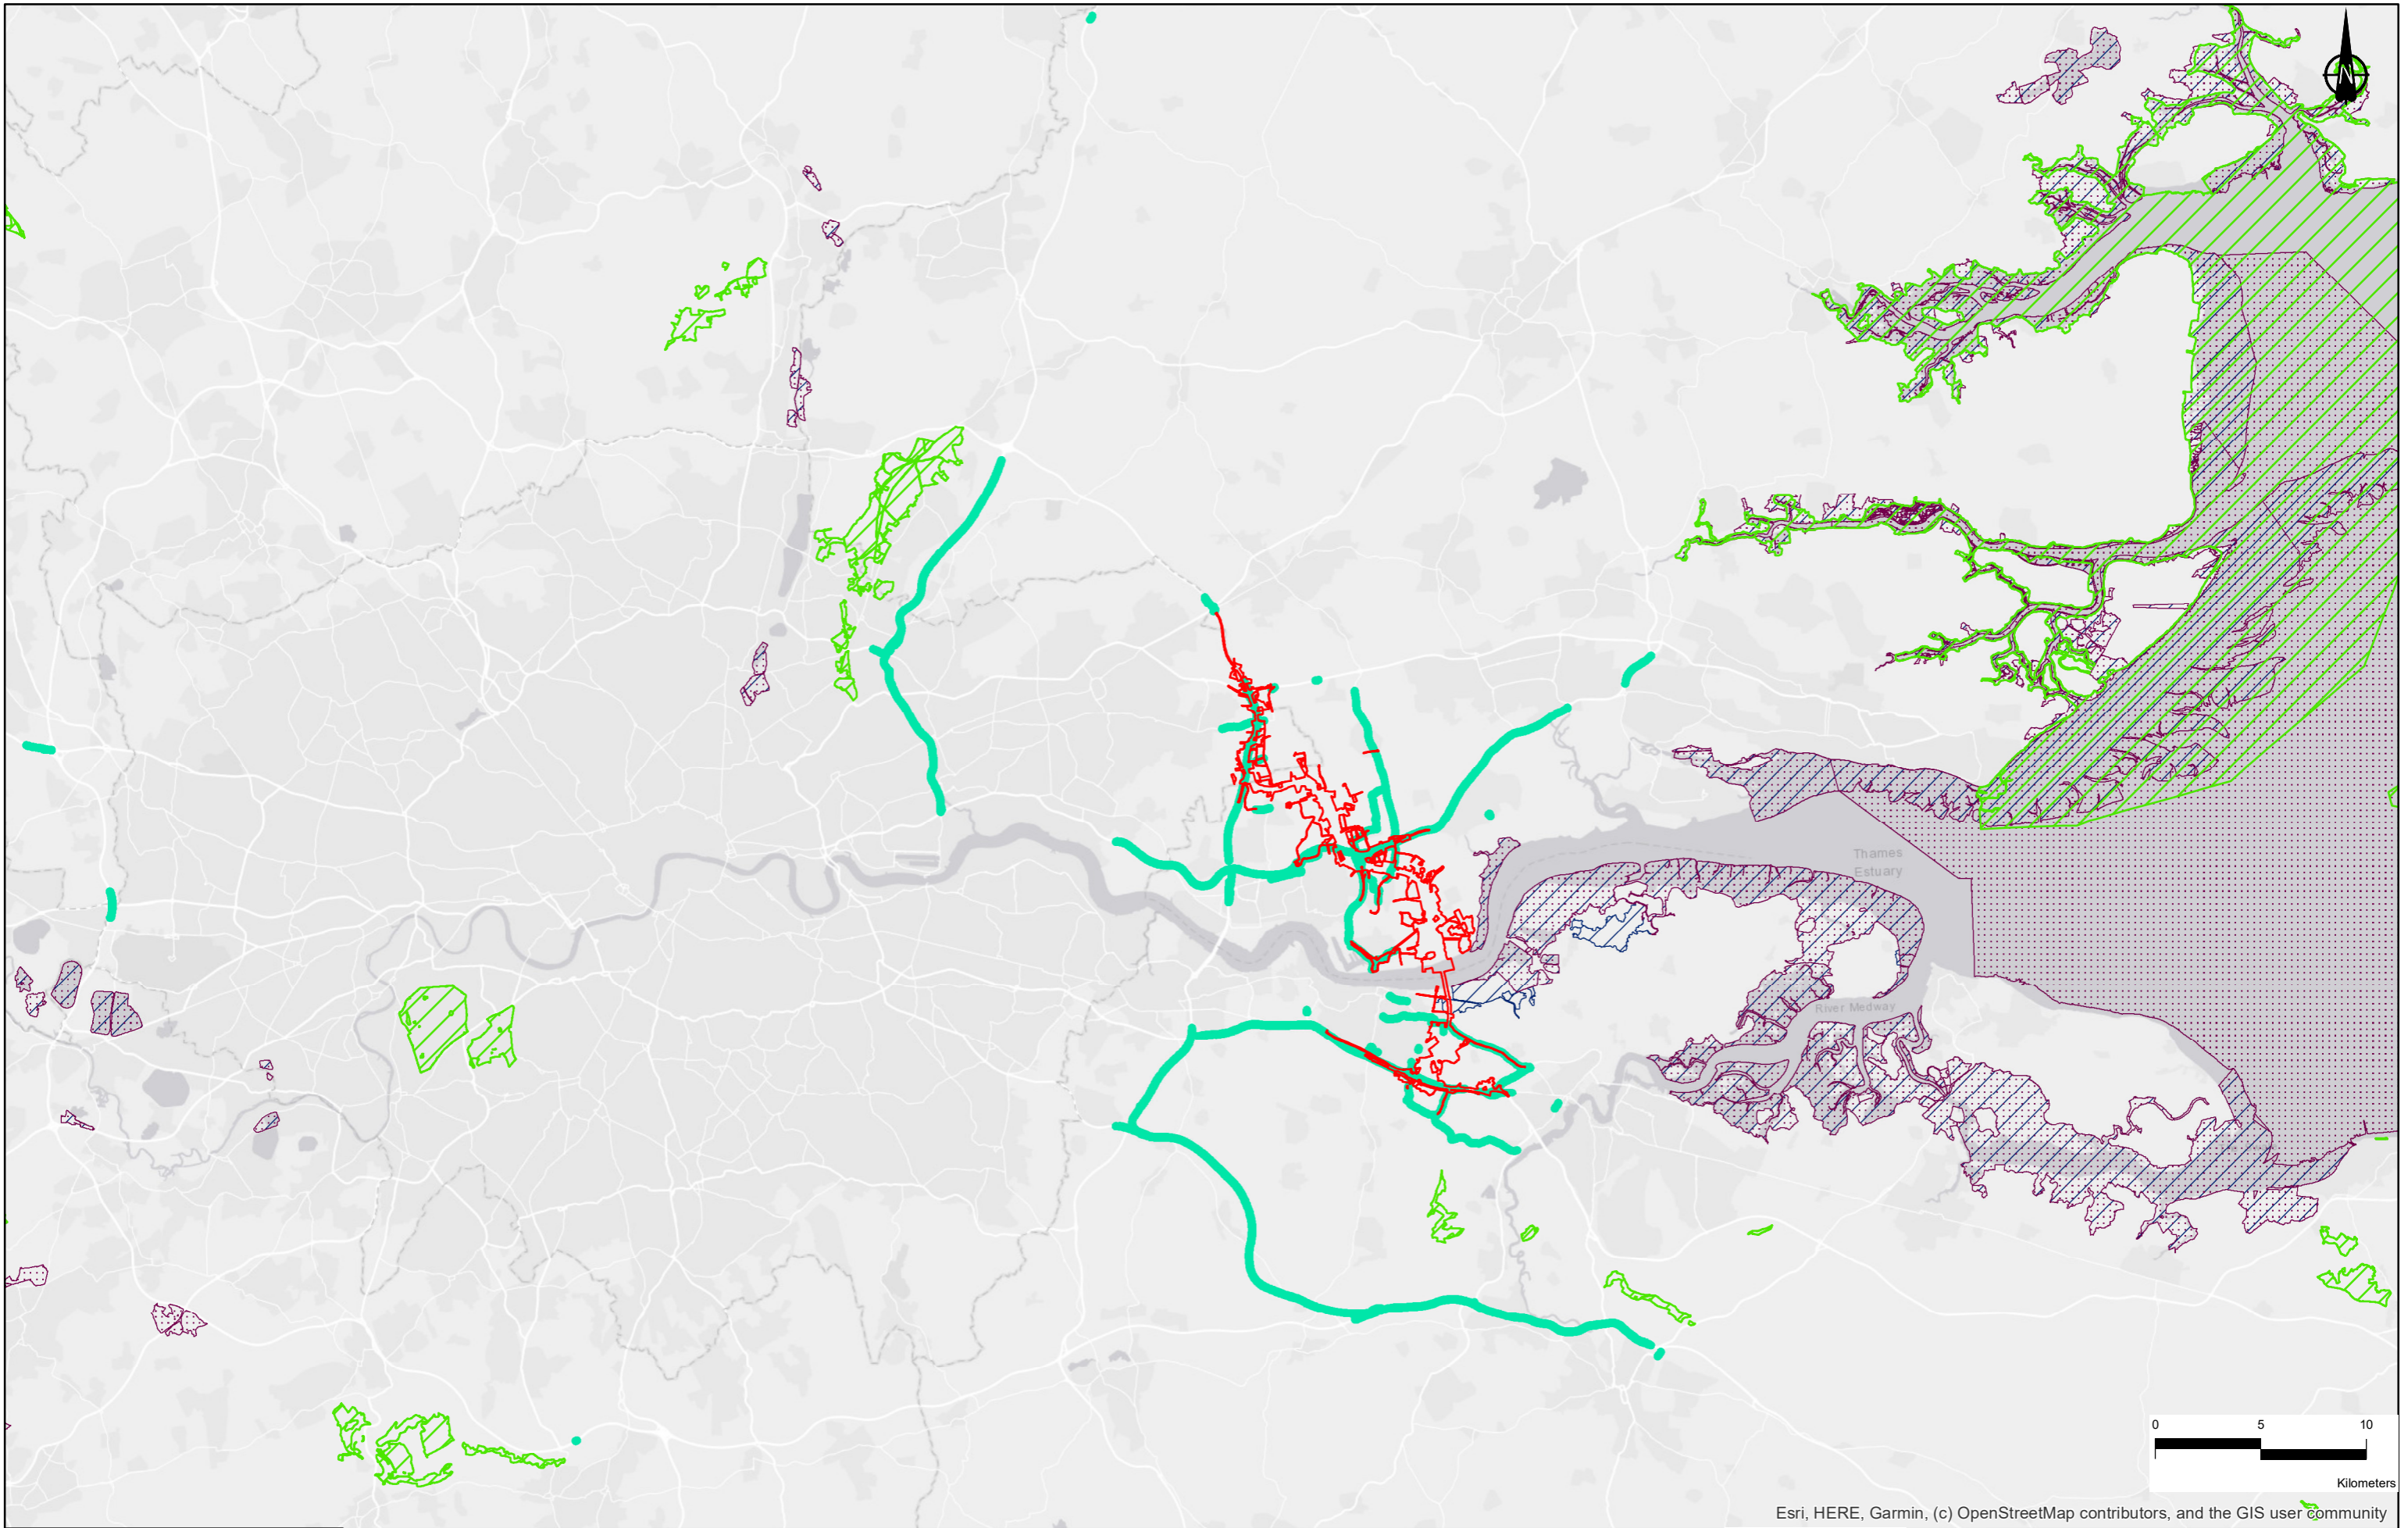 N
Thames
Estuary
River Medway
0 5 10
Kilometers
Esri, HERE, Garmin, (c) OpenStreetMap contributors, and the GIS user community